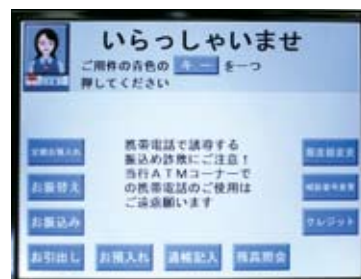 いらっしゃいませ
ご用件の青色の キー を一つ
押してください
携帯電話で誘導する
振込め詐欺にご注意！
当行ATMコーナーで
の携帯電話のご使用は
ご遠慮願います
お振替え
お振込み
クレジット
お引出し
お預入れ
通帳記入
残高照会